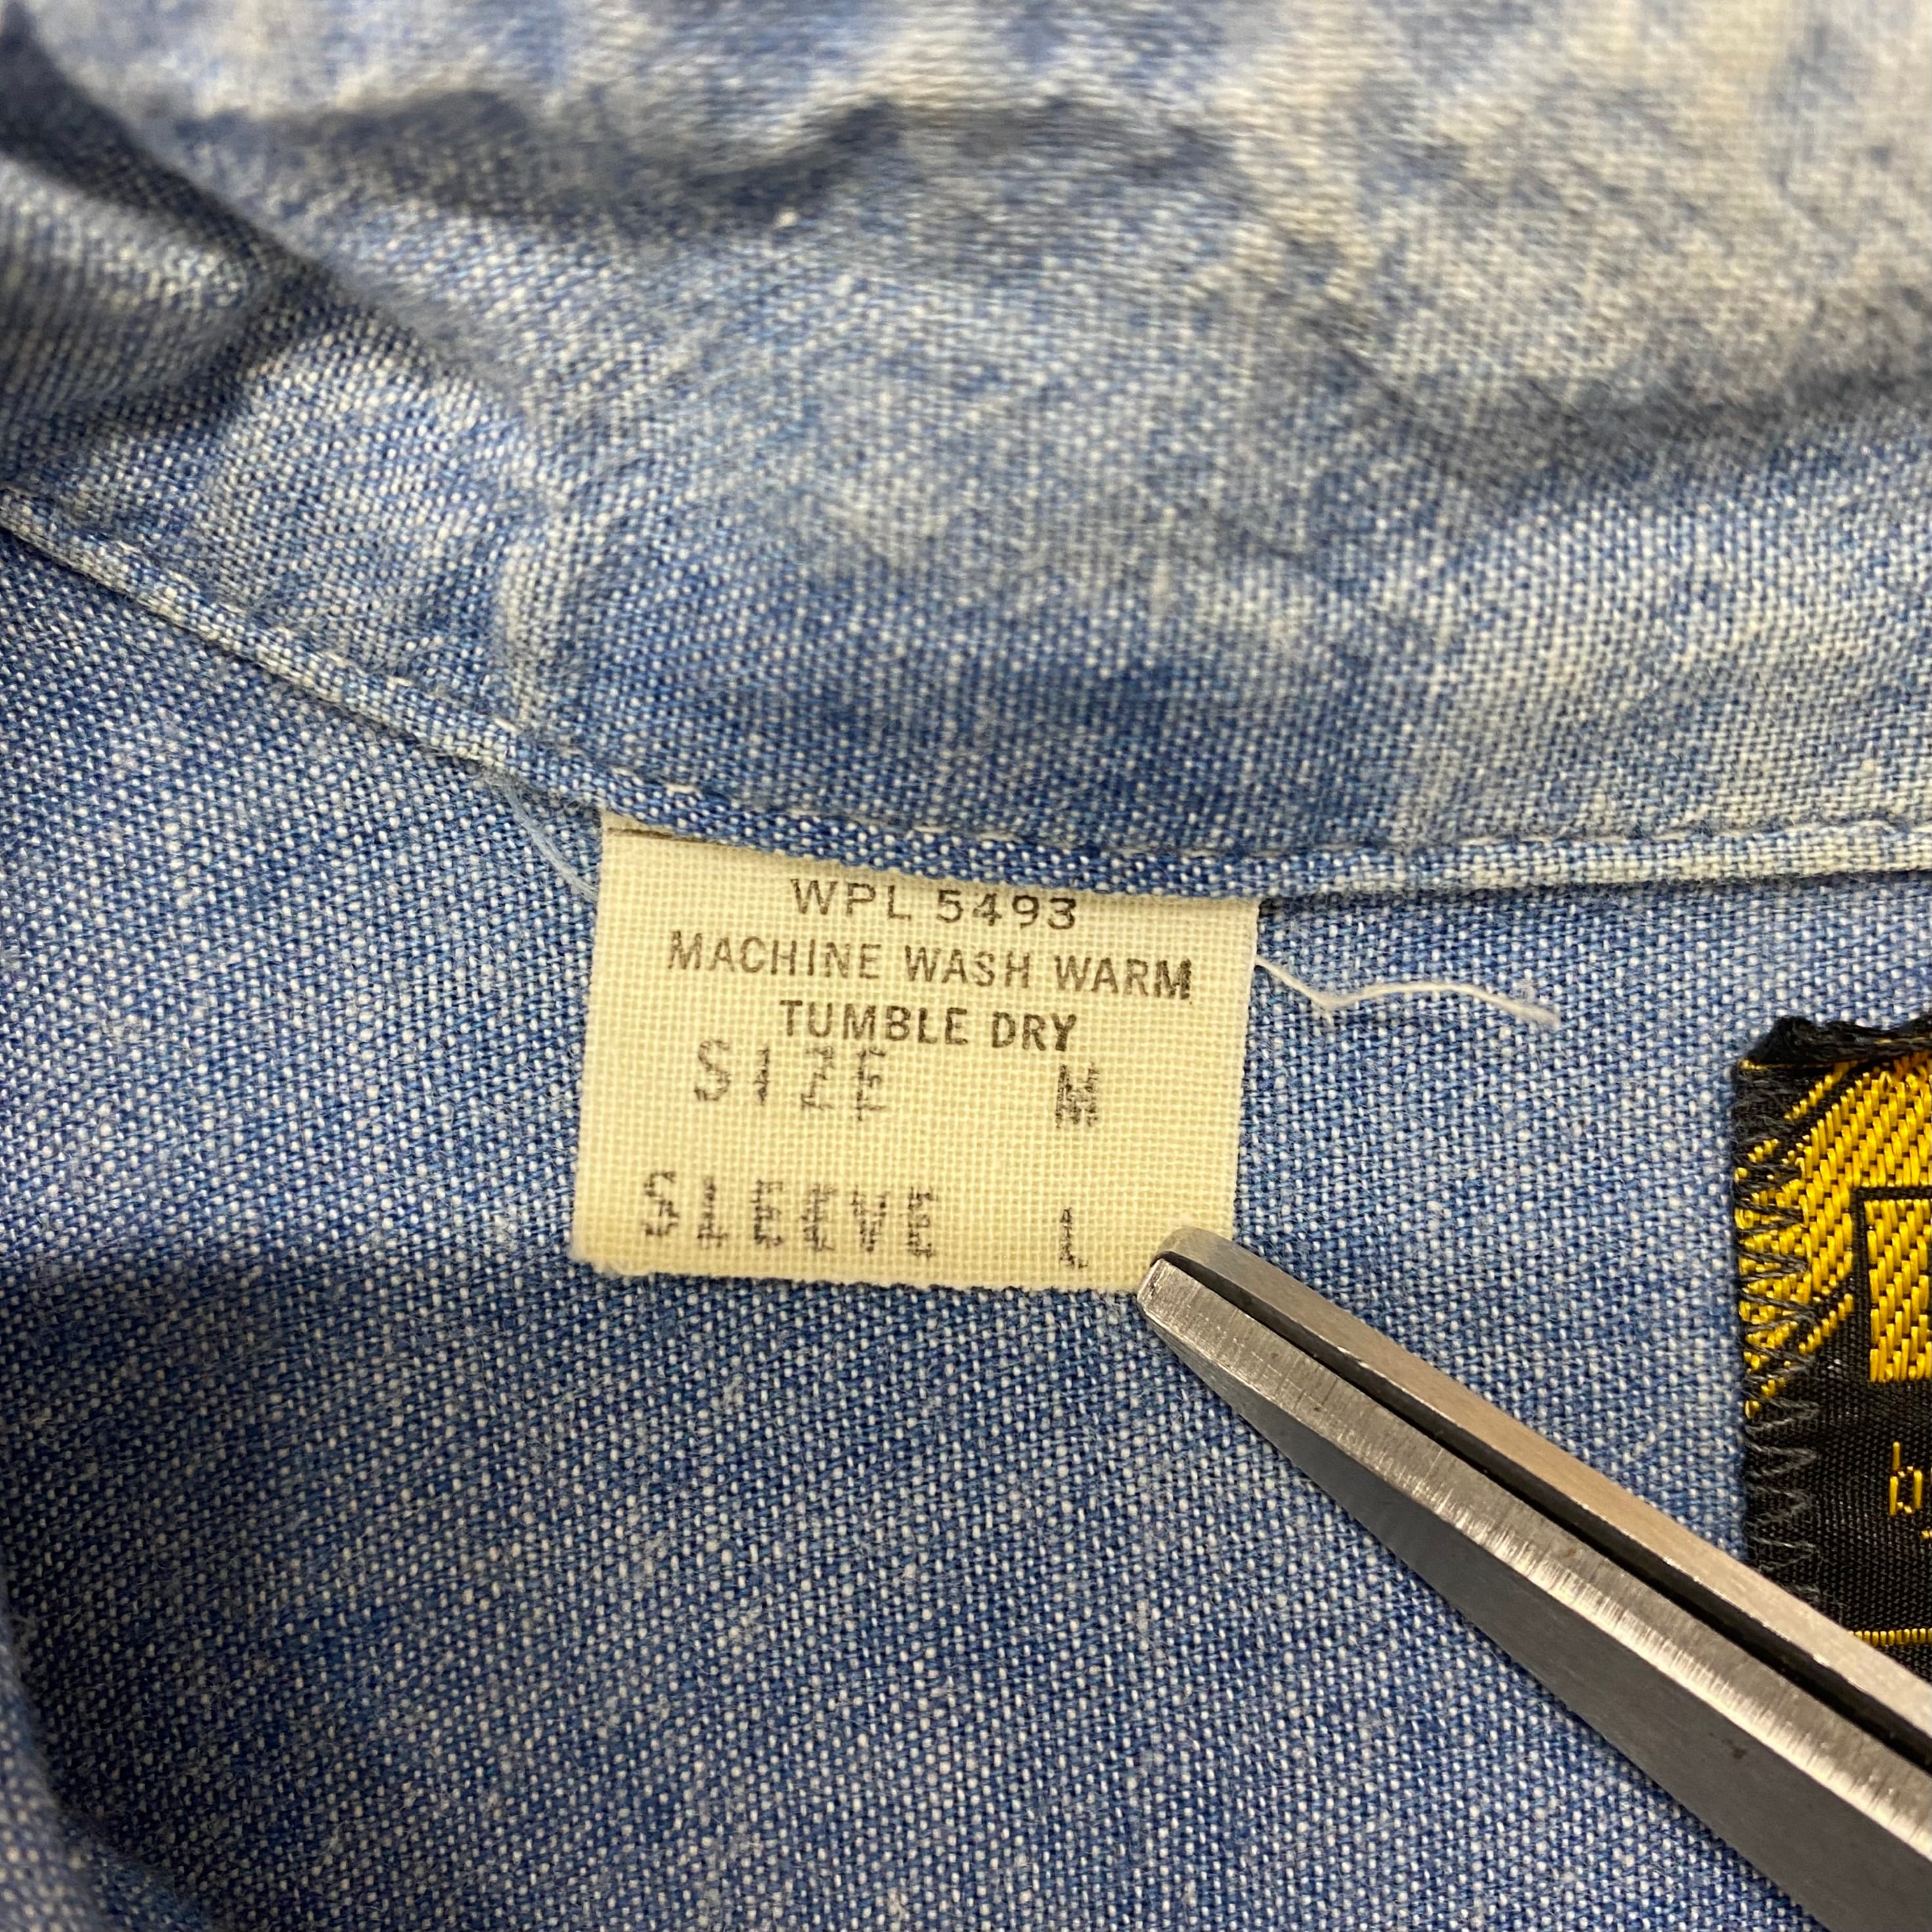 WPL 5493
MACHINE WASH WARM
TUMBLE DRY
SIZE M
SLEEVE L